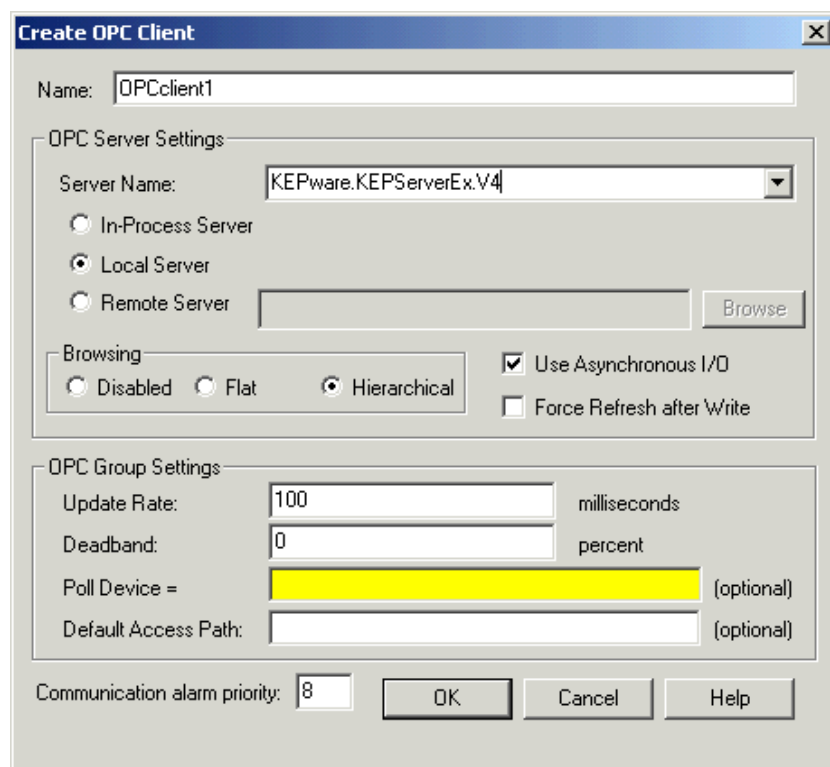 Create OPC Client
Name: OPCclient1
OPC Server Settings
Server Name: KEPware.KEPServerEx.V4
In-Process Server
Local Server
Remote Server Browse
Browsing
Disabled Flat Hierarchical
Use Asynchronous I/O
Force Refresh after Write
OPC Group Settings
Update Rate: 100 milliseconds
Deadband: 0 percent
Poll Device = (optional)
Default Access Path: (optional)
Communication alarm priority: 8 OK Cancel Help